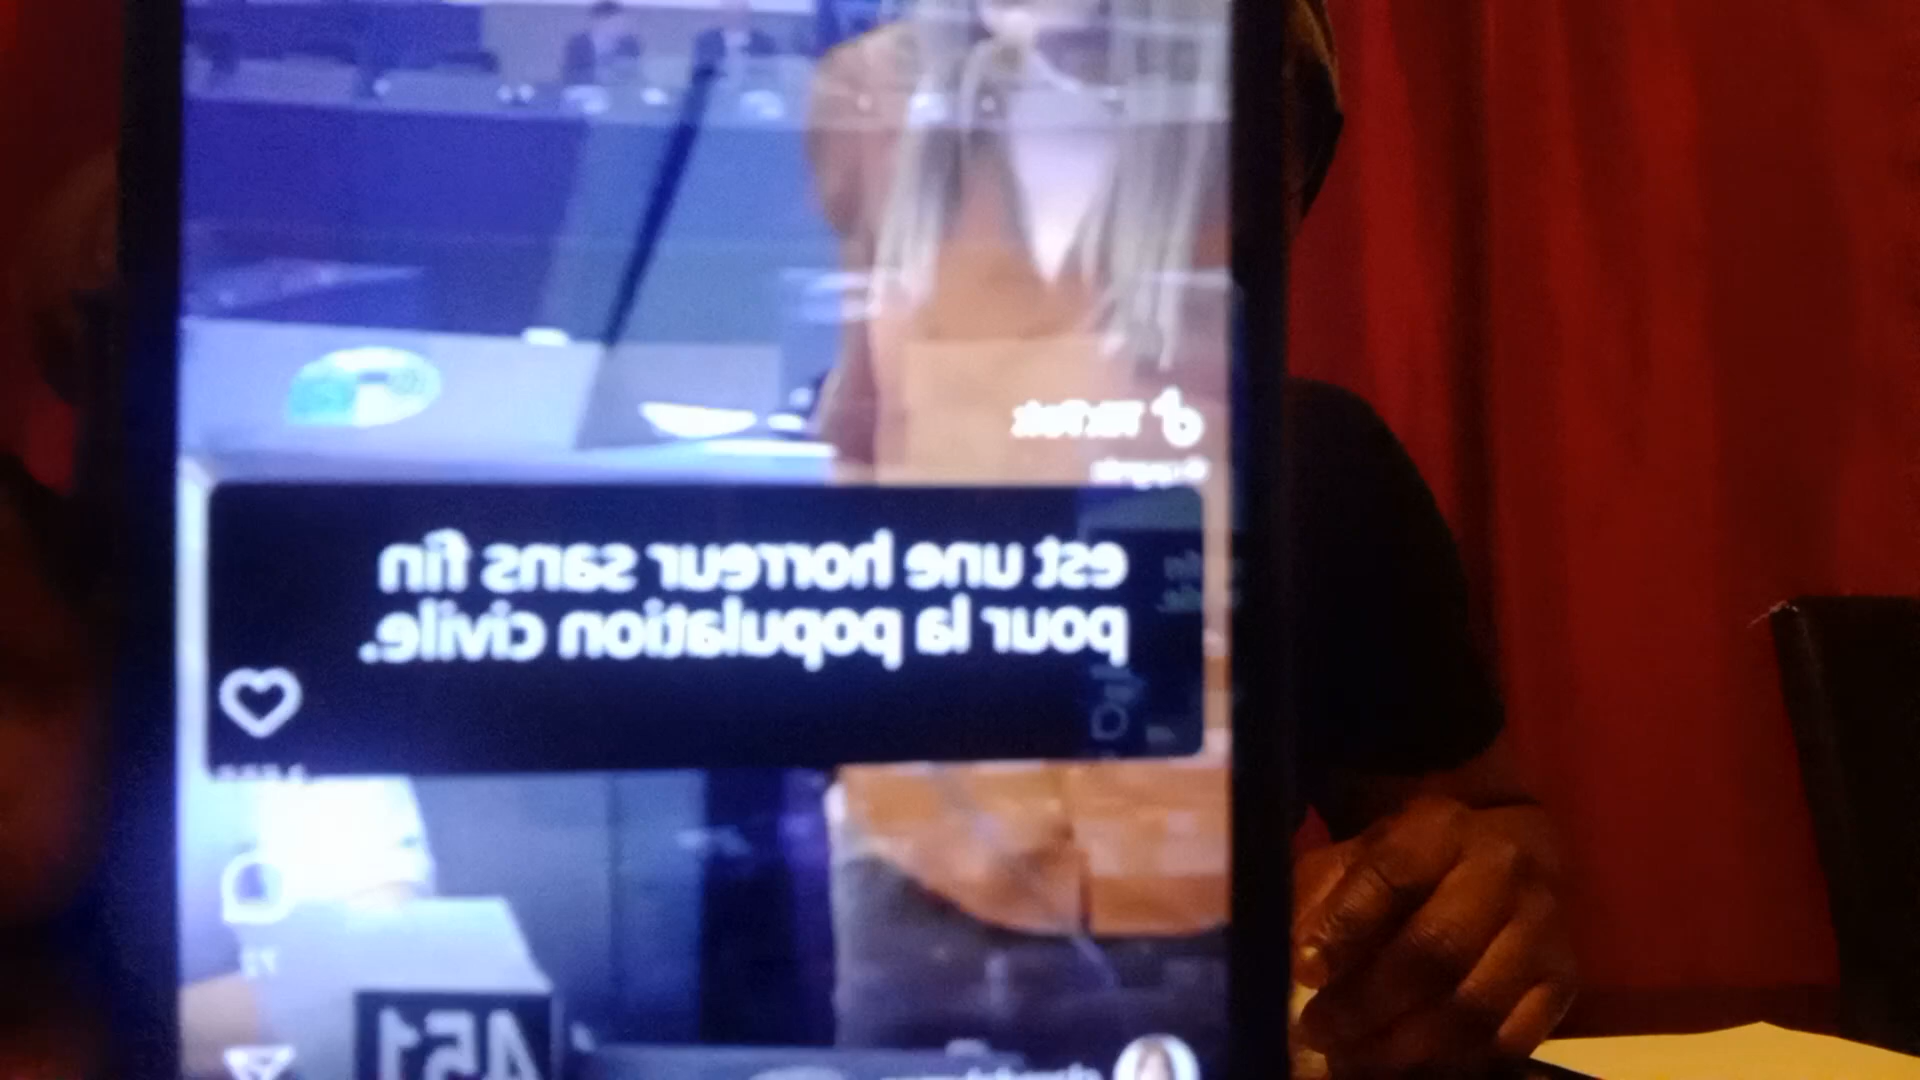 TikTok
est une horreur sans fin
pour la population civile.
451